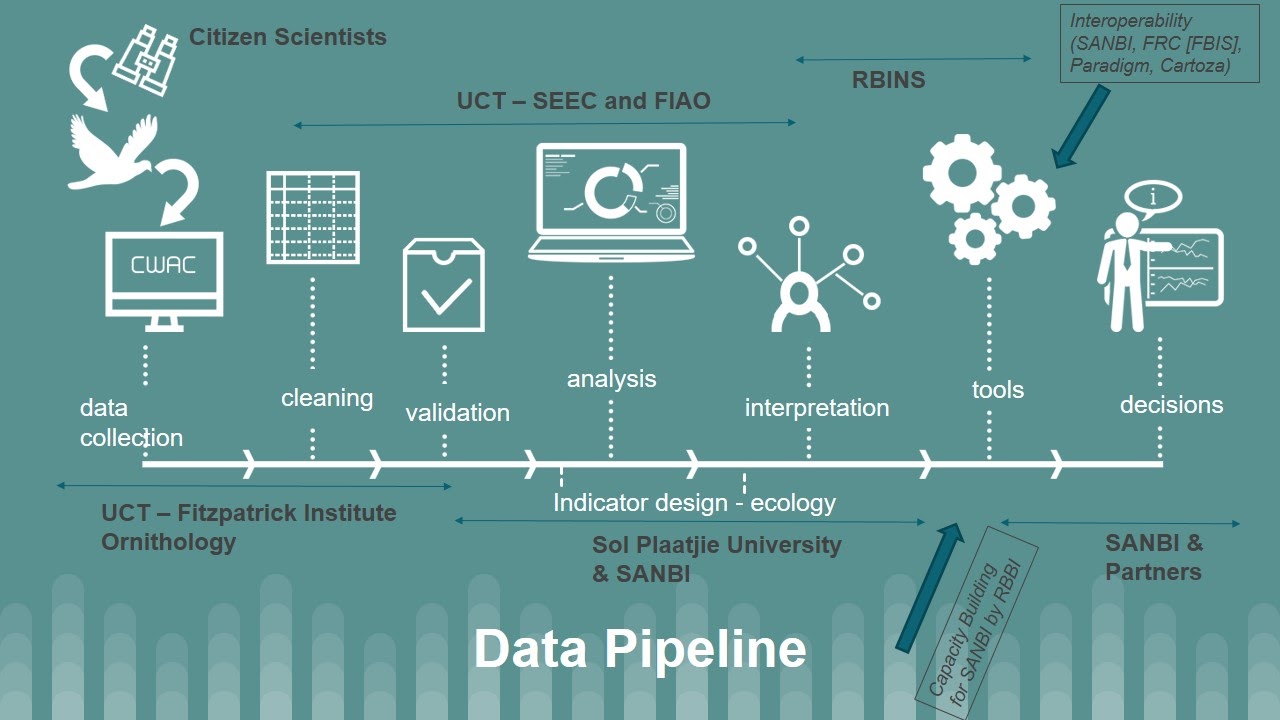 Citizen Scientists
Interoperability
(SANBI, FRC [FBIS],
Paradigm, Cartoza)
RBINS
UCT – SEEC and FIAO
CWAC
i
data
collection
cleaning
validation
analysis
interpretation
tools
decisions
UCT – Fitzpatrick Institute
Ornithology
Indicator design - ecology
Sol Plaatjie University
& SANBI
SANBI &
Partners
Capacity Building
for SANBI by RBBI
Data Pipeline